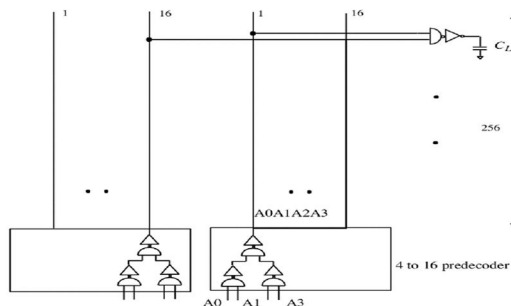 1
16
1
16
C_L
256
A0A1A2A3
4 to 16 predecoder
A0 A1 A3